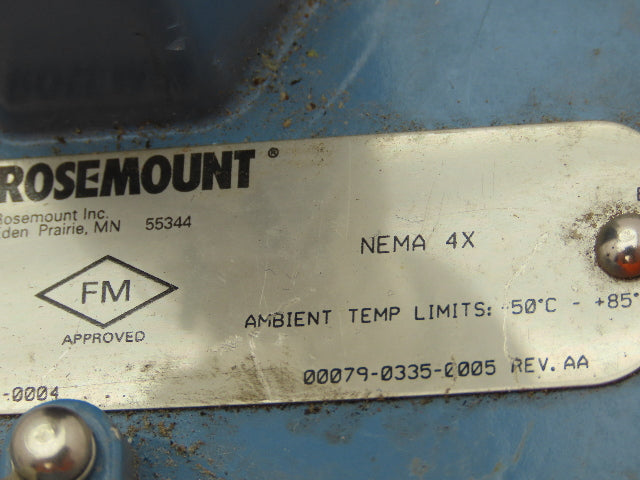 ROSEMOUNT®
Rosemount Inc.
Eden Prairie, MN 55344
NEMA 4X
FM
APPROVED
AMBIENT TEMP LIMITS: -50°C - +85°
00079-0335-0005 REV. AA
-0004